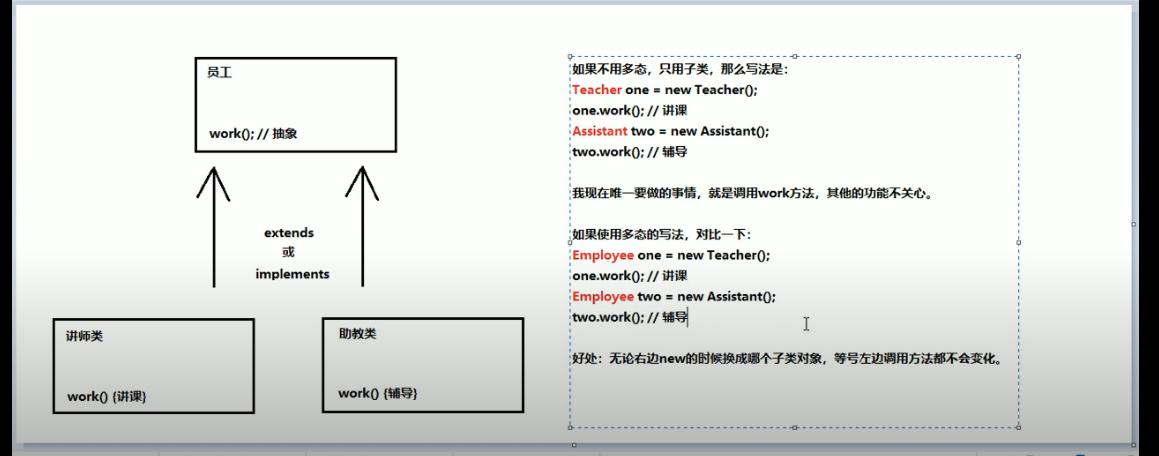 员工
work(); // 抽象
extends
或
implements
讲师类
work() {讲课}
助教类
work() {辅导}
如果不用多态，只用子类，那么写法是：
Teacher one = new Teacher();
one.work(); // 讲课
Assistant two = new Assistant();
two.work(); // 辅导
我现在唯一要做的事情，就是调用work方法，其他的功能不关心。
如果使用多态的写法，对比一下：
Employee one = new Teacher();
one.work(); // 讲课
Employee two = new Assistant();
two.work(); // 辅导
好处：无论右边new的时候换成哪个子类对象，等号左边调用方法都不会变化。